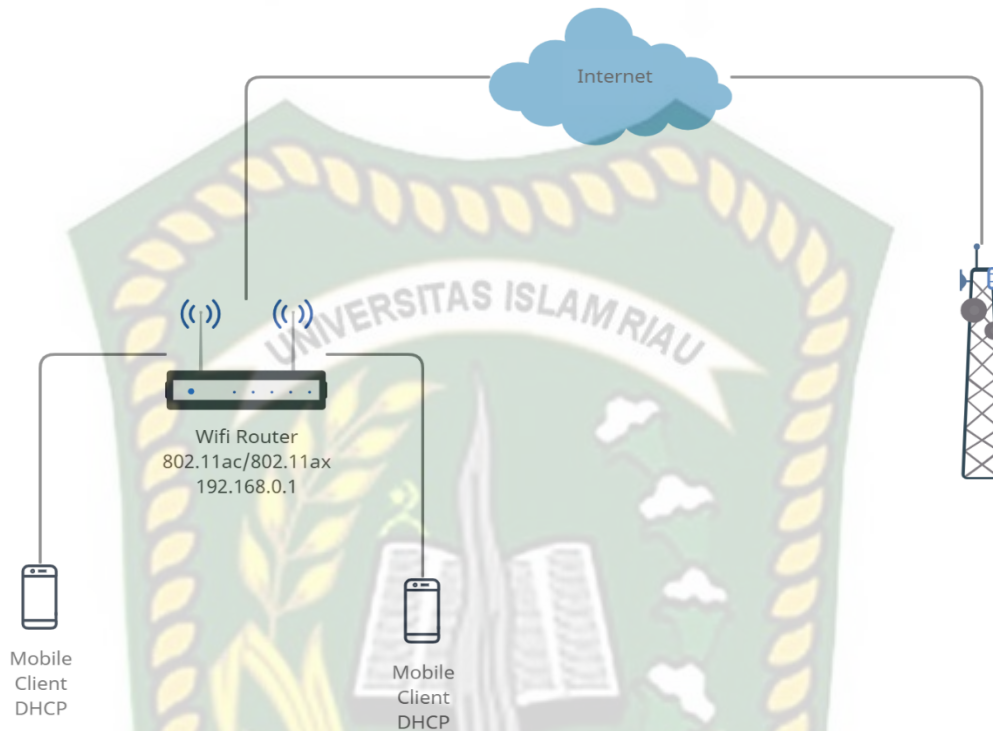 Internet
UNIVERSITAS ISLAM RIAU
Wifi Router
802.11ac/802.11ax
192.168.0.1
Mobile
Client
DHCP
Mobile
Client
DHCP